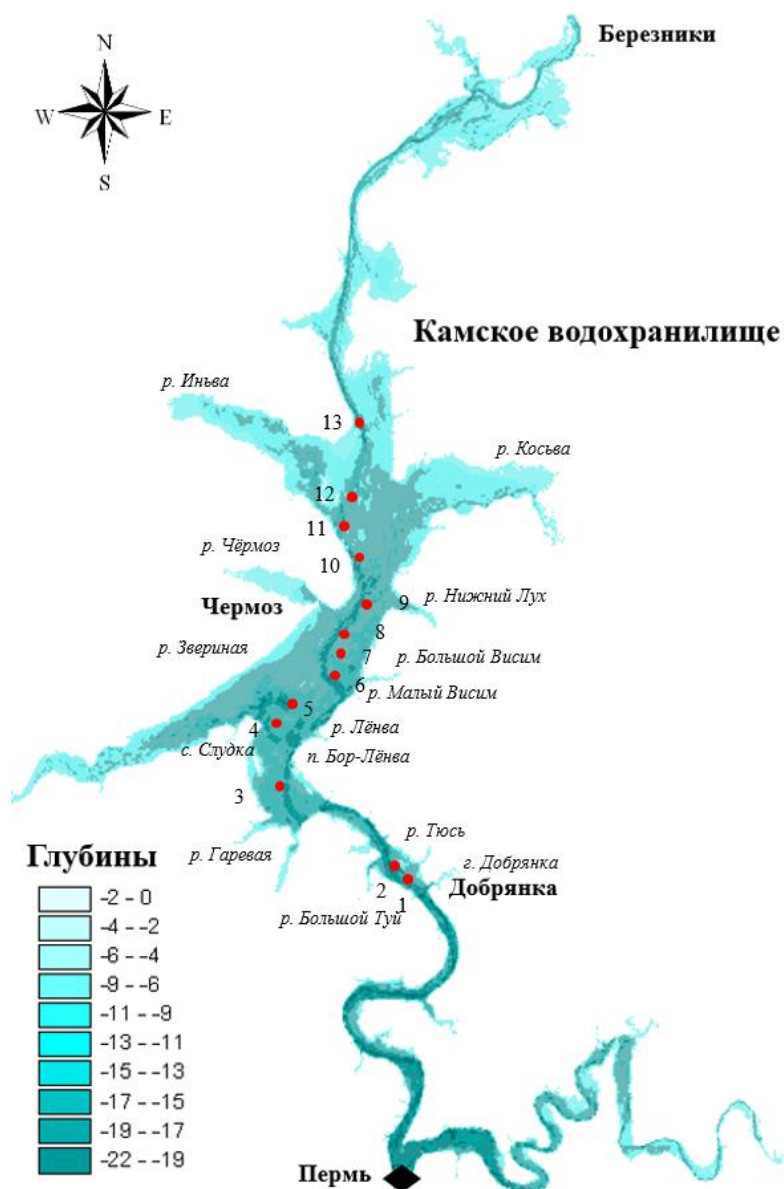 Березники
N
W
E
S
Камское водохранилище
р. Иньва
13
р. Косьва
12
11
р. Чёрмоз
10
9
р. Нижний Лух
Чермоз
8
р. Звериная
7
р. Большой Висим
6
р. Малый Висим
5
4
р. Лёнва
с. Слудка
п. Бор-Лёнва
3
р. Тюсь
Глубины
р. Гаревая
г. Добрянка
2
Добрянка
1
р. Большой Туй
-2 - 0
-4 - -2
-6 - -4
-9 - -6
-11 - -9
-13 - -11
-15 - -13
-17 - -15
-19 - -17
-22 - -19
Пермь